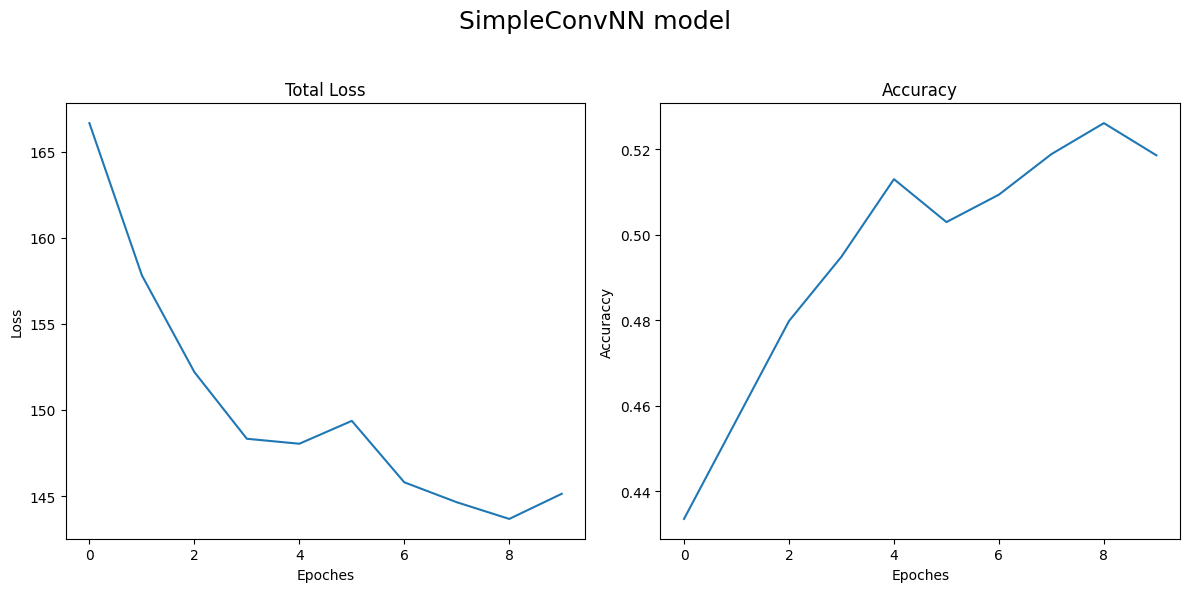 SimpleConvNN model
Total Loss
Loss
165
160
155
150
145
0 2 4 6 8
Epoches
Accuracy
Accuraccy
0.52
0.50
0.48
0.46
0.44
0 2 4 6 8
Epoches